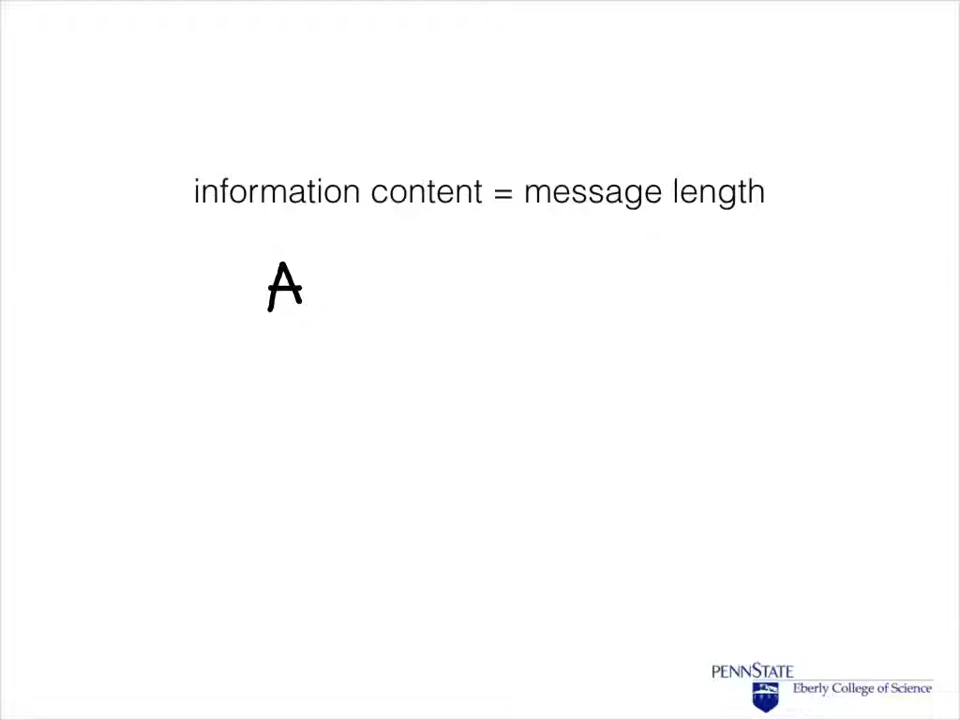 information content = message length
A
PENNSTATE
Eberly College of Science